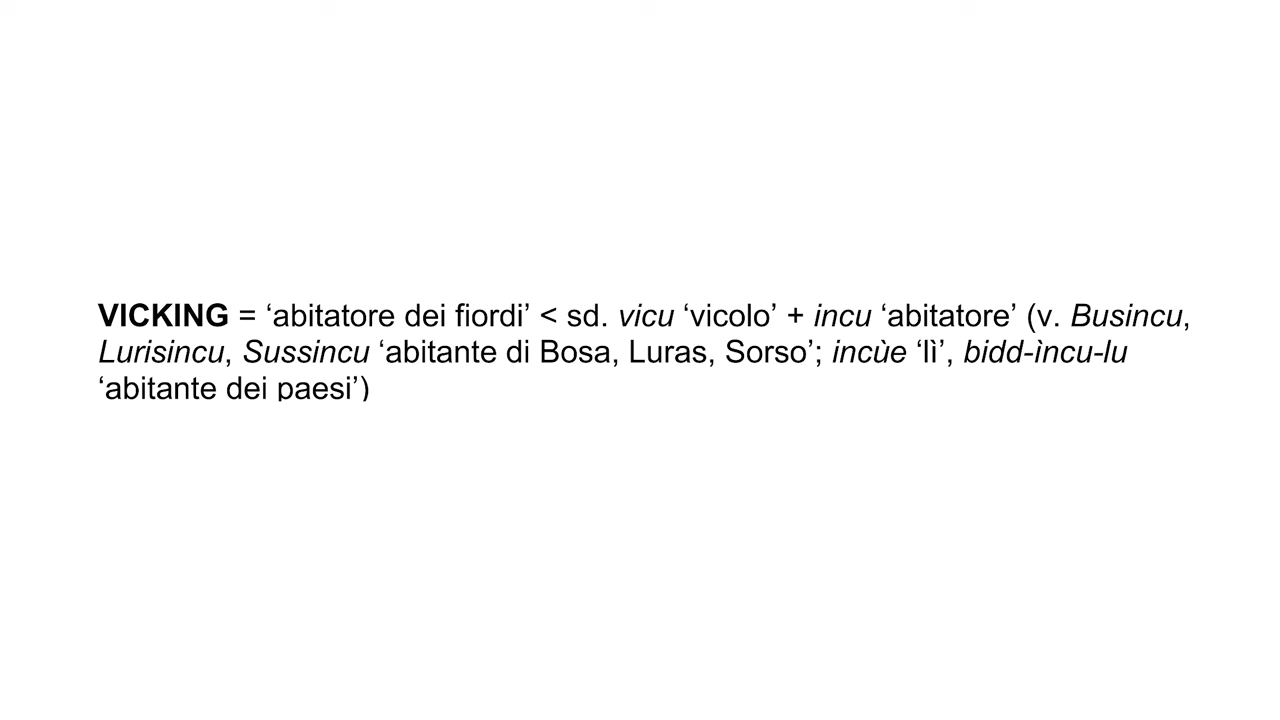 VICKING = ‘abitatore dei fiordi’ < sd. vicu ‘vicolo’ + incu ‘abitatore’ (v. Busincu,
Lurisincu, Sussincu ‘abitante di Bosa, Luras, Sorso’; incùe ‘lì’, bidd-ìncu-lu
‘abitante dei paesi’)